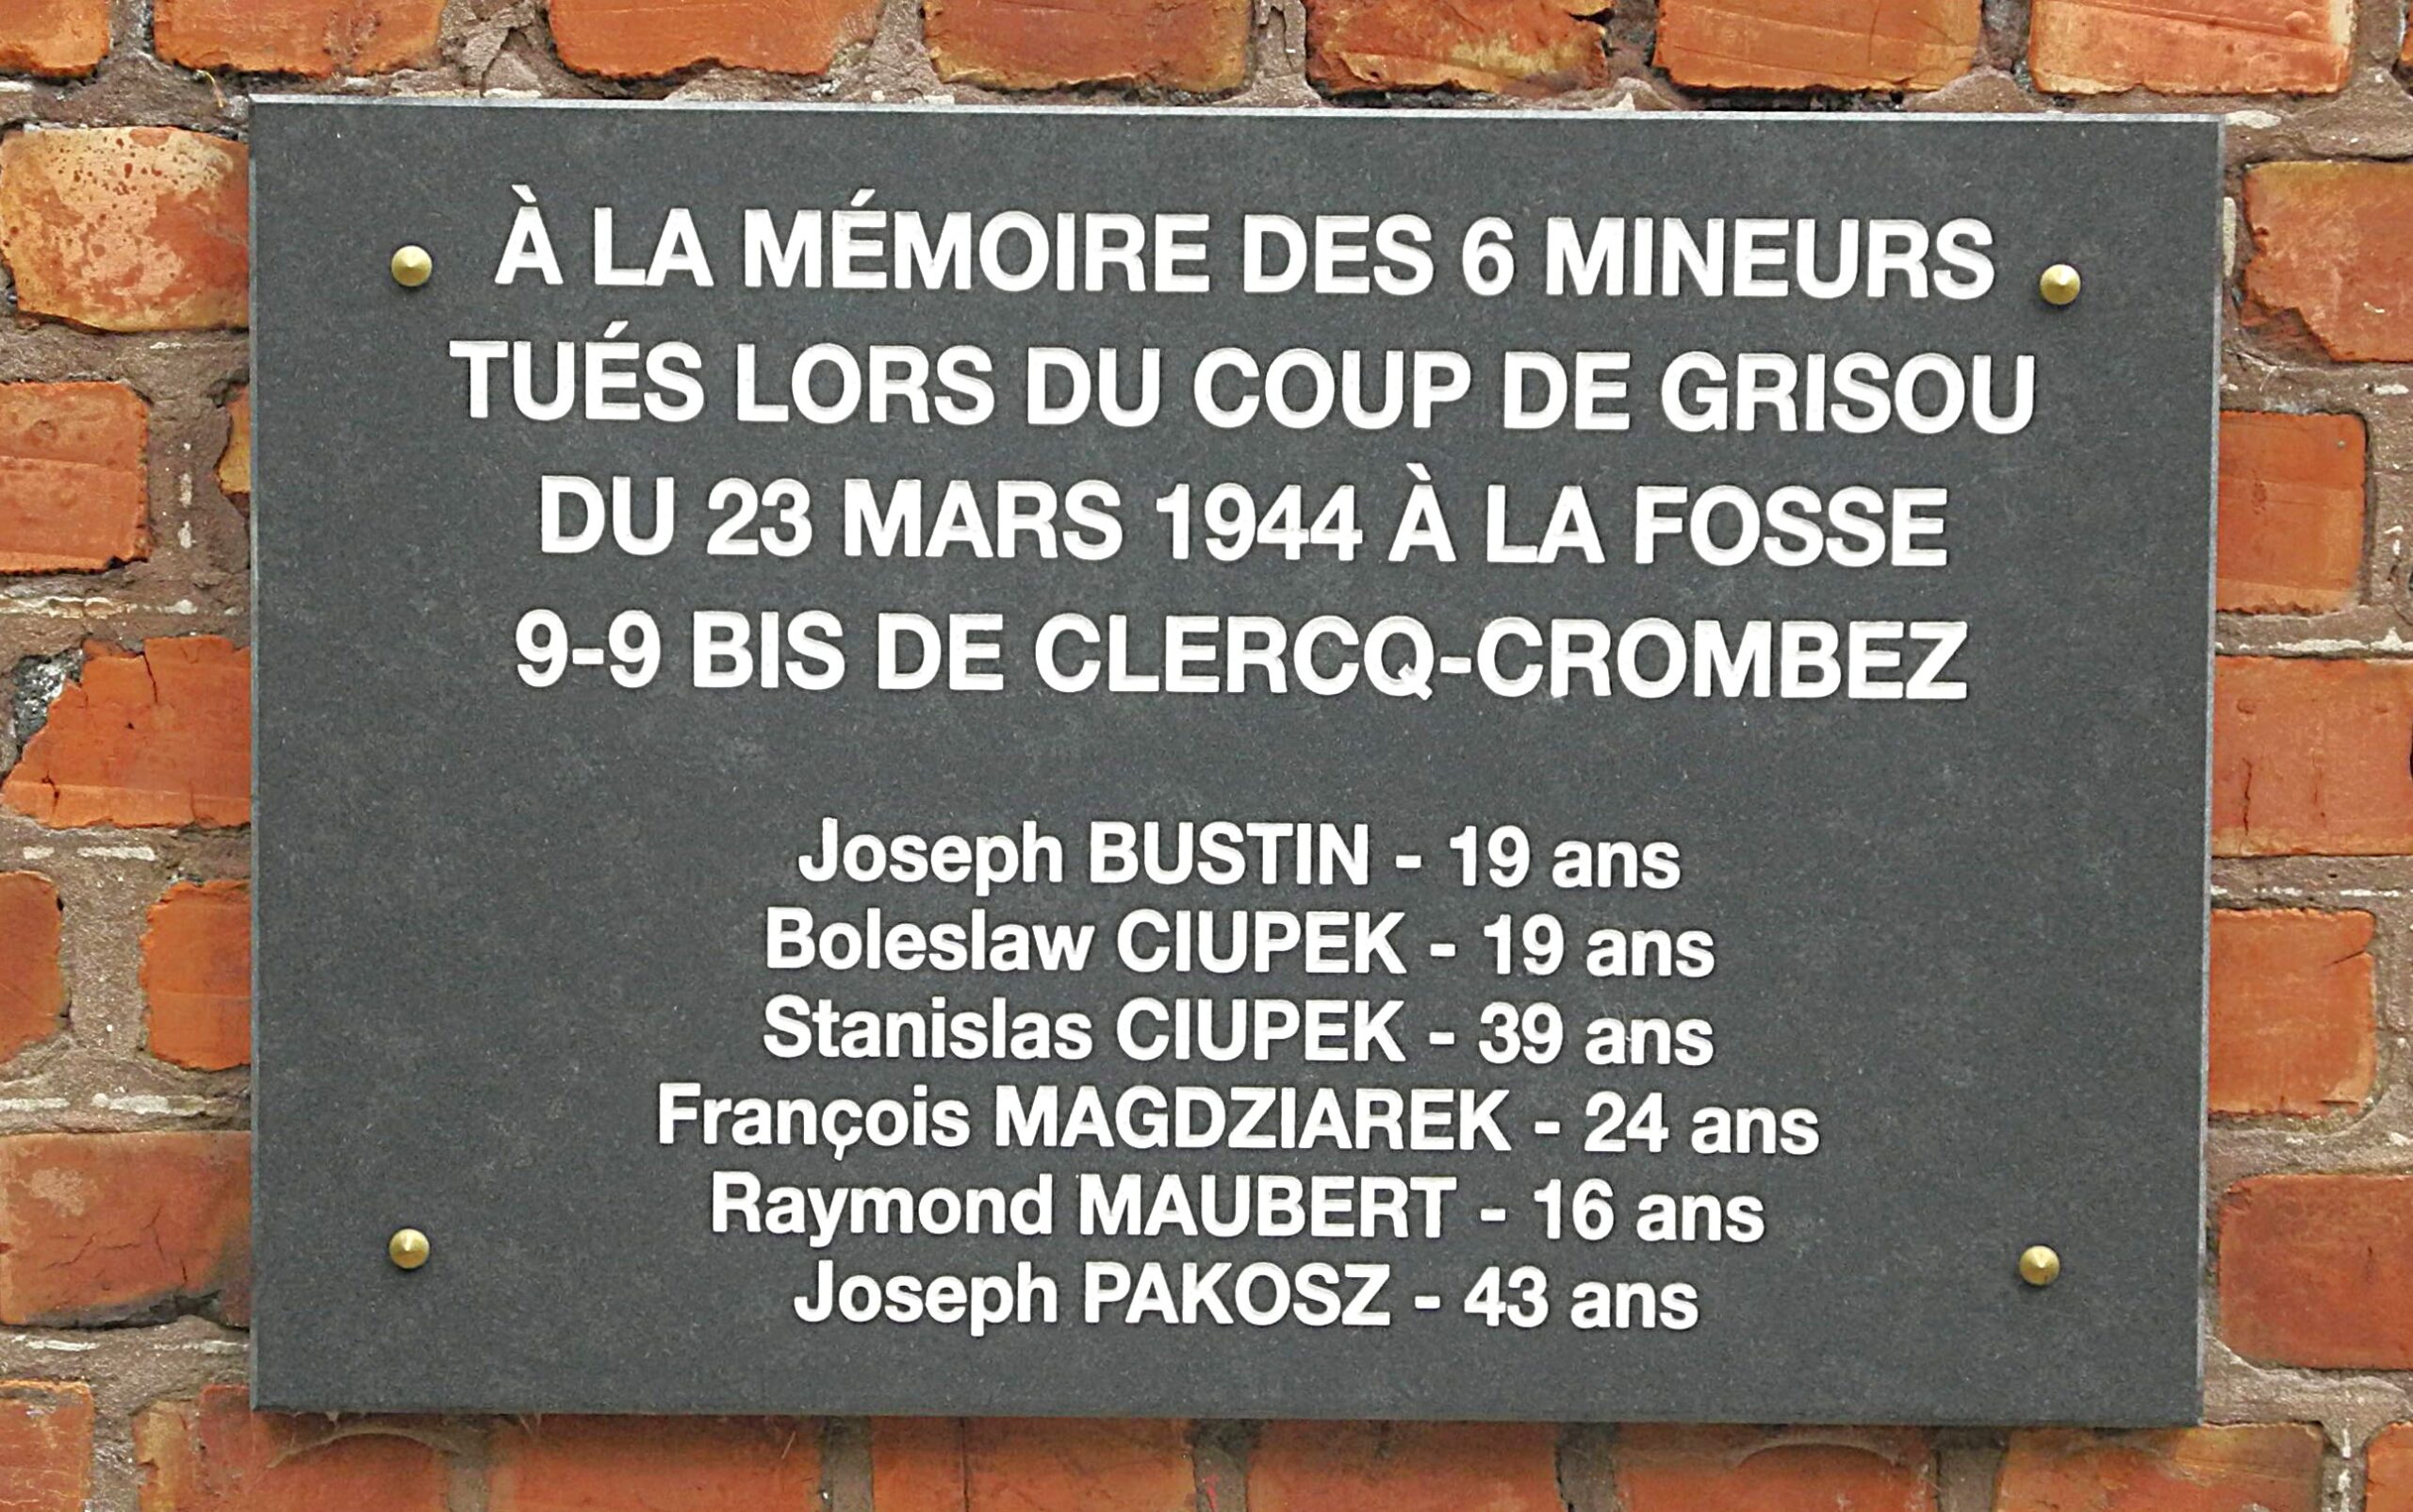 À LA MÉMOIRE DES 6 MINEURS
TUÉS LORS DU COUP DE GRISOU
DU 23 MARS 1944 À LA FOSSE
9-9 BIS DE CLERCQ-CROMBEZ
Joseph BUSTIN - 19 ans
Boleslaw CIUPEK - 19 ans
Stanislas CIUPEK - 39 ans
François MAGDZIAREK - 24 ans
Raymond MAUBERT - 16 ans
Joseph PAKOSZ - 43 ans